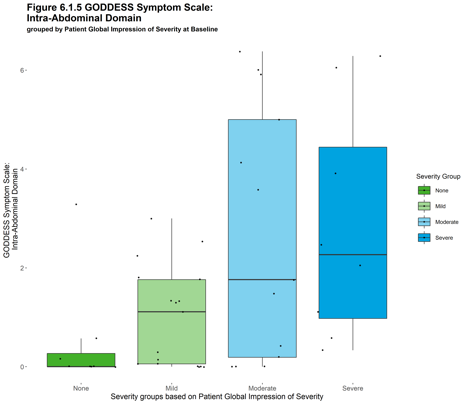 Figure 6.1.5 GODDESS Symptom Scale:
Intra-Abdominal Domain
grouped by Patient Global Impression of Severity at Baseline
GODDESS Symptom Scale:
Intra-Abdominal Domain
6
4
2
0
None
Mild
Moderate
Severe
Severity groups based on Patient Global Impression of Severity
Severity Group
None
Mild
Moderate
Severe